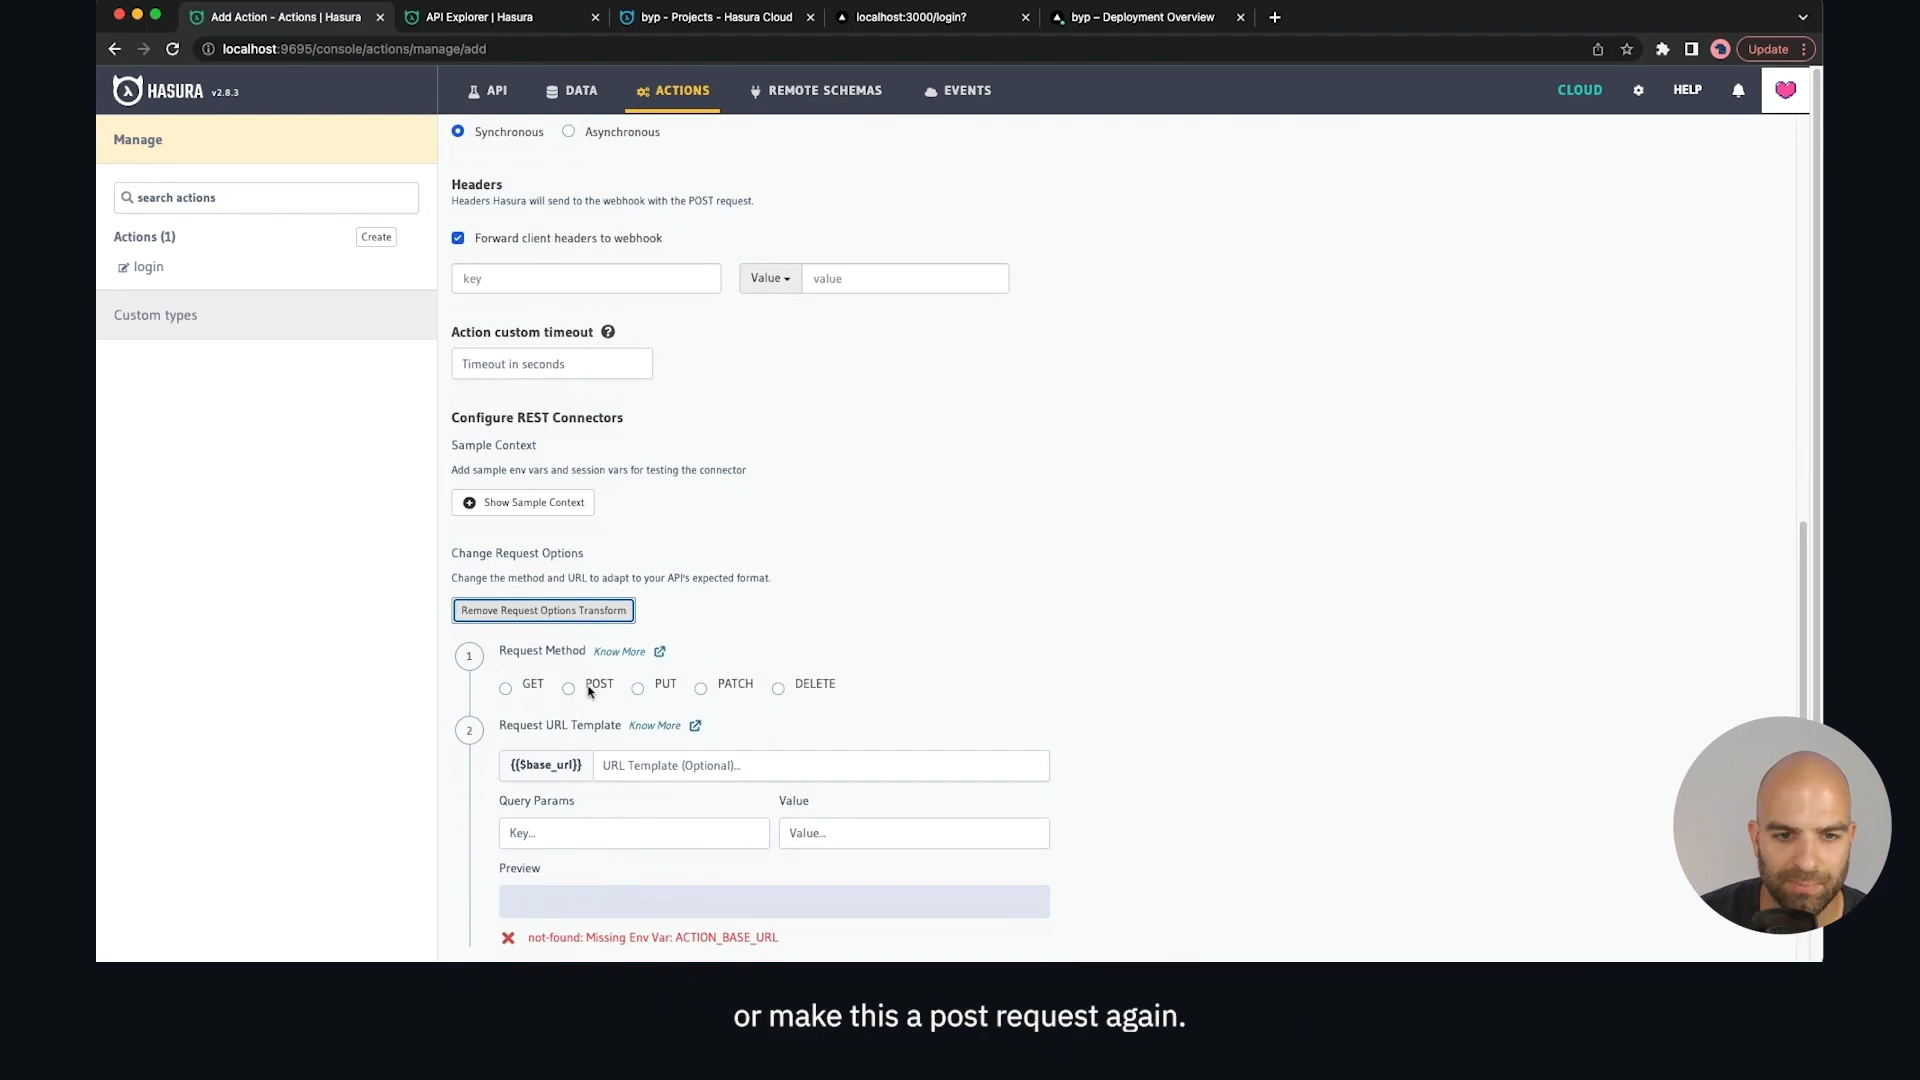 Add Action - Actions | Hasura
API Explorer | Hasura
byp - Projects - Hasura Cloud
localhost:3000/login?
byp – Deployment Overview
localhost:9695/console/actions/manage/add
Update
HASURA v2.8.3
API
DATA
ACTIONS
REMOTE SCHEMAS
EVENTS
CLOUD
HELP
Manage
search actions
Actions (1)
Create
login
Custom types
Synchronous
Asynchronous
Headers
Headers Hasura will send to the webhook with the POST request.
Forward client headers to webhook
key
Value
value
Action custom timeout
Timeout in seconds
Configure REST Connectors
Sample Context
Add sample env vars and session vars for testing the connector
Show Sample Context
Change Request Options
Change the method and URL to adapt to your API's expected format.
Remove Request Options Transform
1
Request Method Know More
GET
POST
PUT
PATCH
DELETE
2
Request URL Template Know More
{{$base_url}}
URL Template (Optional)...
Query Params
Value
Key...
Value...
Preview
not-found: Missing Env Var: ACTION_BASE_URL
or make this a post request again.